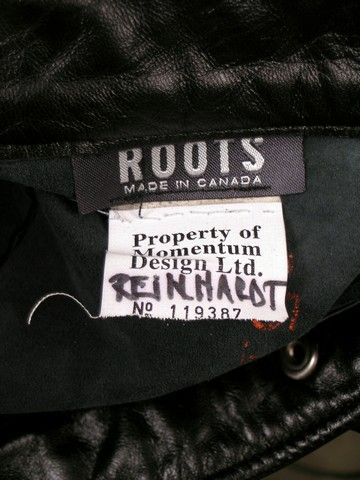 ROOTS
MADE IN CANADA
Property of
Momentum
Design Ltd.
REINHARDT
Nº 119387